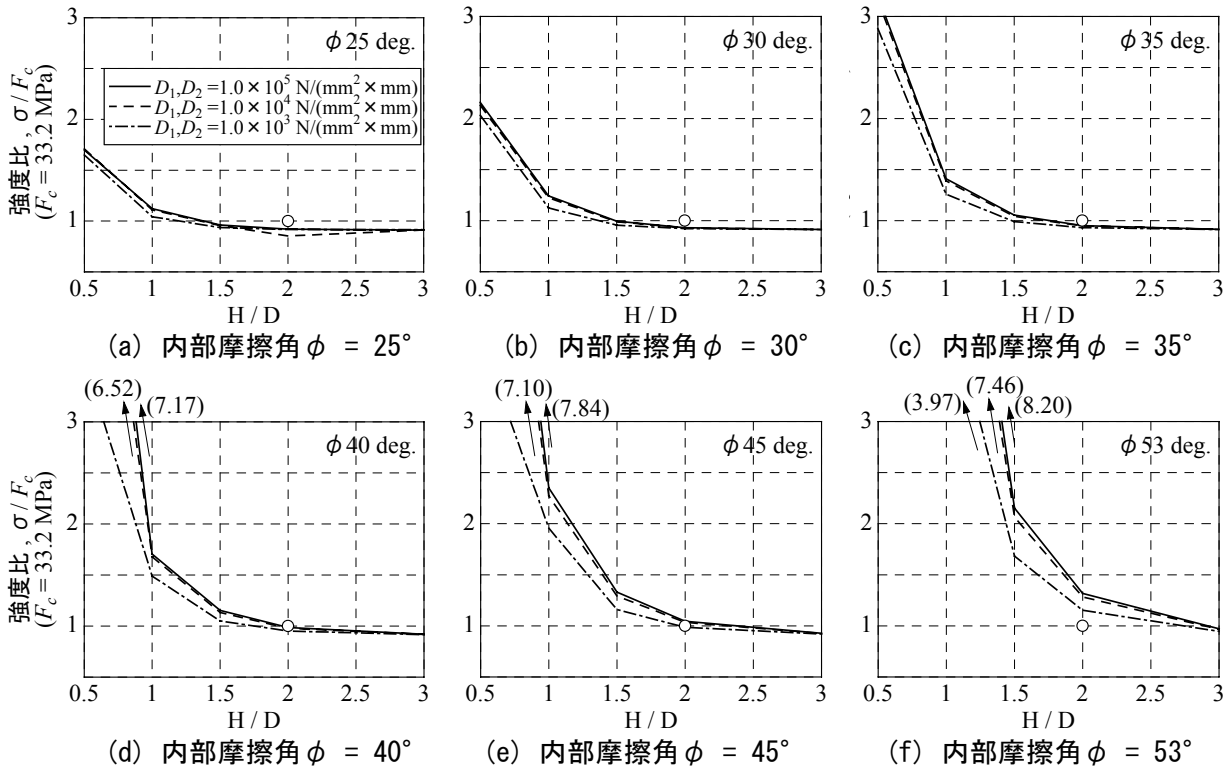 φ25 deg.
D1,D2 =1.0×10^5 N/(mm^2×mm)
D1,D2 =1.0×10^4 N/(mm^2×mm)
D1,D2 =1.0×10^3 N/(mm^2×mm)
強度比, σ/Fc
(Fc = 33.2 MPa)
3
2
1
0.5 1 1.5 2 2.5 3
H / D
(a) 内部摩擦角φ = 25°
φ30 deg.
3
2
1
0.5 1 1.5 2 2.5 3
H / D
(b) 内部摩擦角φ = 30°
φ35 deg.
3
2
1
0.5 1 1.5 2 2.5 3
H / D
(c) 内部摩擦角φ = 35°
(6.52)
(7.17)
φ40 deg.
強度比, σ/Fc
(Fc = 33.2 MPa)
3
2
1
0.5 1 1.5 2 2.5 3
H / D
(d) 内部摩擦角φ = 40°
(7.10)
(7.84)
φ45 deg.
3
2
1
0.5 1 1.5 2 2.5 3
H / D
(e) 内部摩擦角φ = 45°
(3.97)
(7.46)
(8.20)
φ53 deg.
3
2
1
0.5 1 1.5 2 2.5 3
H / D
(f) 内部摩擦角φ = 53°